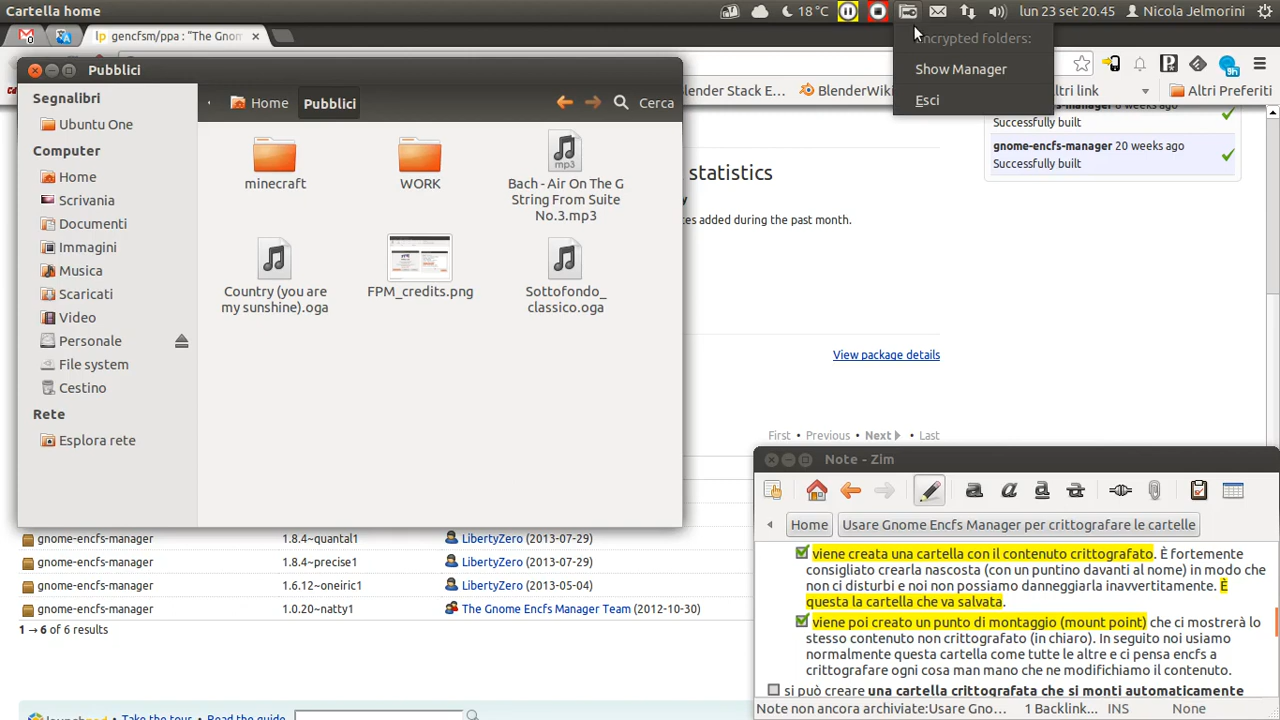 Cartella home
18 °C
lun 23 set 20.45
Nicola Jelmorini
gencfsm/ppa : “The Gno
ncrypted folders:
Show Manager
Esci
lender Stack E...
BlenderWiki
tri link
Altri Preferiti
9h
Pubblici
Segnalibri
Ubuntu One
Computer
Home
Scrivania
Documenti
Immagini
Musica
Scaricati
Video
Personale
File system
Cestino
Rete
Esplora rete
Home
Pubblici
Cerca
minecraft
WORK
mp3
Bach - Air On The G
String From Suite
No.3.mp3
Country (you are
my sunshine).oga
FPM_credits.png
Sottofondo_
classico.oga
6 weeks ago
Successfully built
gnome-encfs-manager 20 weeks ago
Successfully built
statistics
es added during the past month.
View package details
First • Previous • Next • Last
gnome-encfs-manager 1.8.4~quantal1 LibertyZero (2013-07-29)
gnome-encfs-manager 1.8.4~precise1 LibertyZero (2013-07-29)
gnome-encfs-manager 1.6.12~oneiric1 LibertyZero (2013-05-04)
gnome-encfs-manager 1.0.20~natty1 The Gnome Encfs Manager Team (2012-10-30)
1 → 6 of 6 results
Take the tour
Read the guide
Note - Zim
Home
Usare Gnome Encfs Manager per crittografare le cartelle
viene creata una cartella con il contenuto crittografato. È fortemente
consigliato crearla nascosta (con un puntino davanti al nome) in modo che
non ci disturbi e noi non possiamo danneggiarla inavvertitamente. È
questa la cartella che va salvata.
viene poi creato un punto di montaggio (mount point) che ci mostrerà lo
stesso contenuto non crittografato (in chiaro). In seguito noi usiamo
normalmente questa cartella come tutte le altre e ci pensa encfs a
crittografare ogni cosa man mano che ne modifichiamo il contenuto.
si può creare una cartella crittografata che si monti automaticamente
Note non ancora archiviate:Usare Gno...
1 Backlink...
INS
None